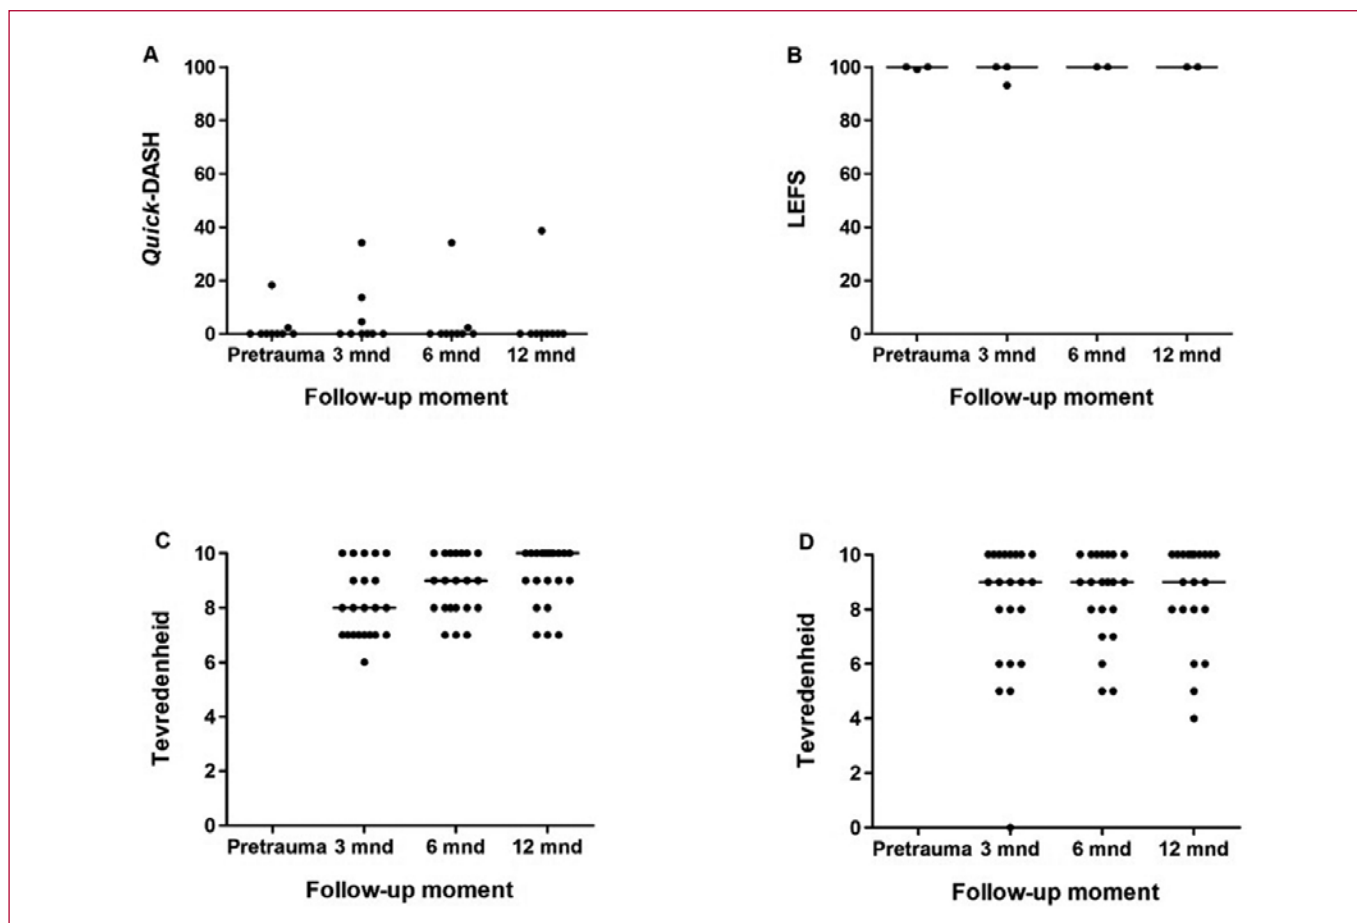 A
100
80
60
40
20
0
Quick-DASH
Pretrauma 3 mnd 6 mnd 12 mnd
Follow-up moment
B
100
80
60
40
20
0
LEFS
Pretrauma 3 mnd 6 mnd 12 mnd
Follow-up moment
C
10
8
6
4
2
0
Tevredenheid
Pretrauma 3 mnd 6 mnd 12 mnd
Follow-up moment
D
10
8
6
4
2
0
Tevredenheid
Pretrauma 3 mnd 6 mnd 12 mnd
Follow-up moment